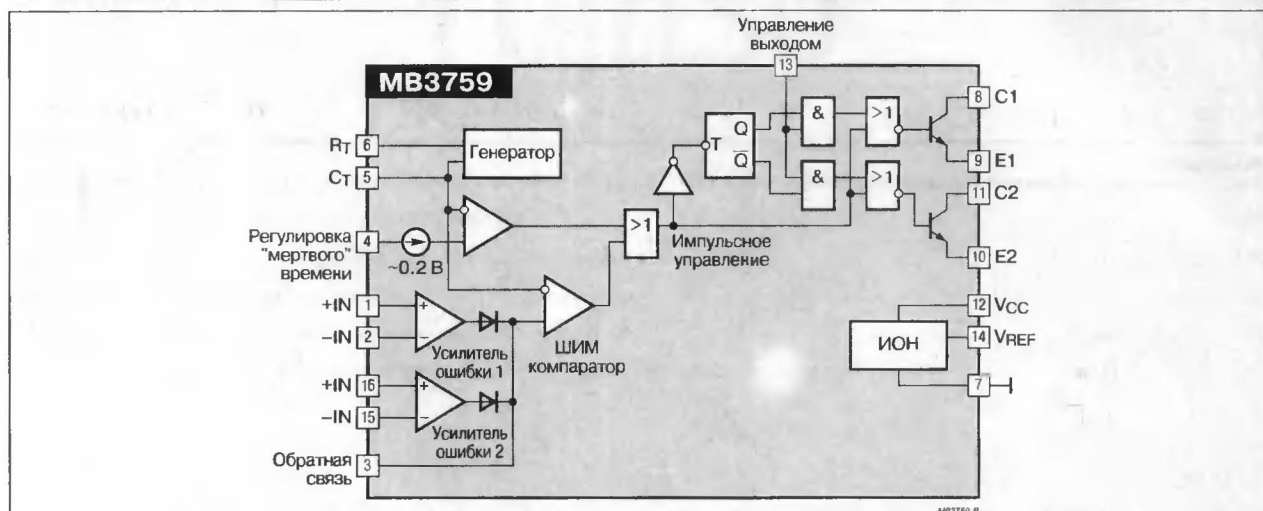 Управление
выходом
13
MB3759
8 C1
& >1
Q
T
Q
RT 6
Генератор
9 E1
CT 5
& >1
11 C2
>1
Регулировка
"мертвого"
времени
4
~0.2 В
Импульсное
управление
10 E2
+IN 1
+
12 VCC
–IN 2
–
ИОН
14 VREF
Усилитель
ошибки 1
ШИМ
компаратор
7
+IN 16
+
–IN 15
–
Усилитель
ошибки 2
Обратная
связь
3